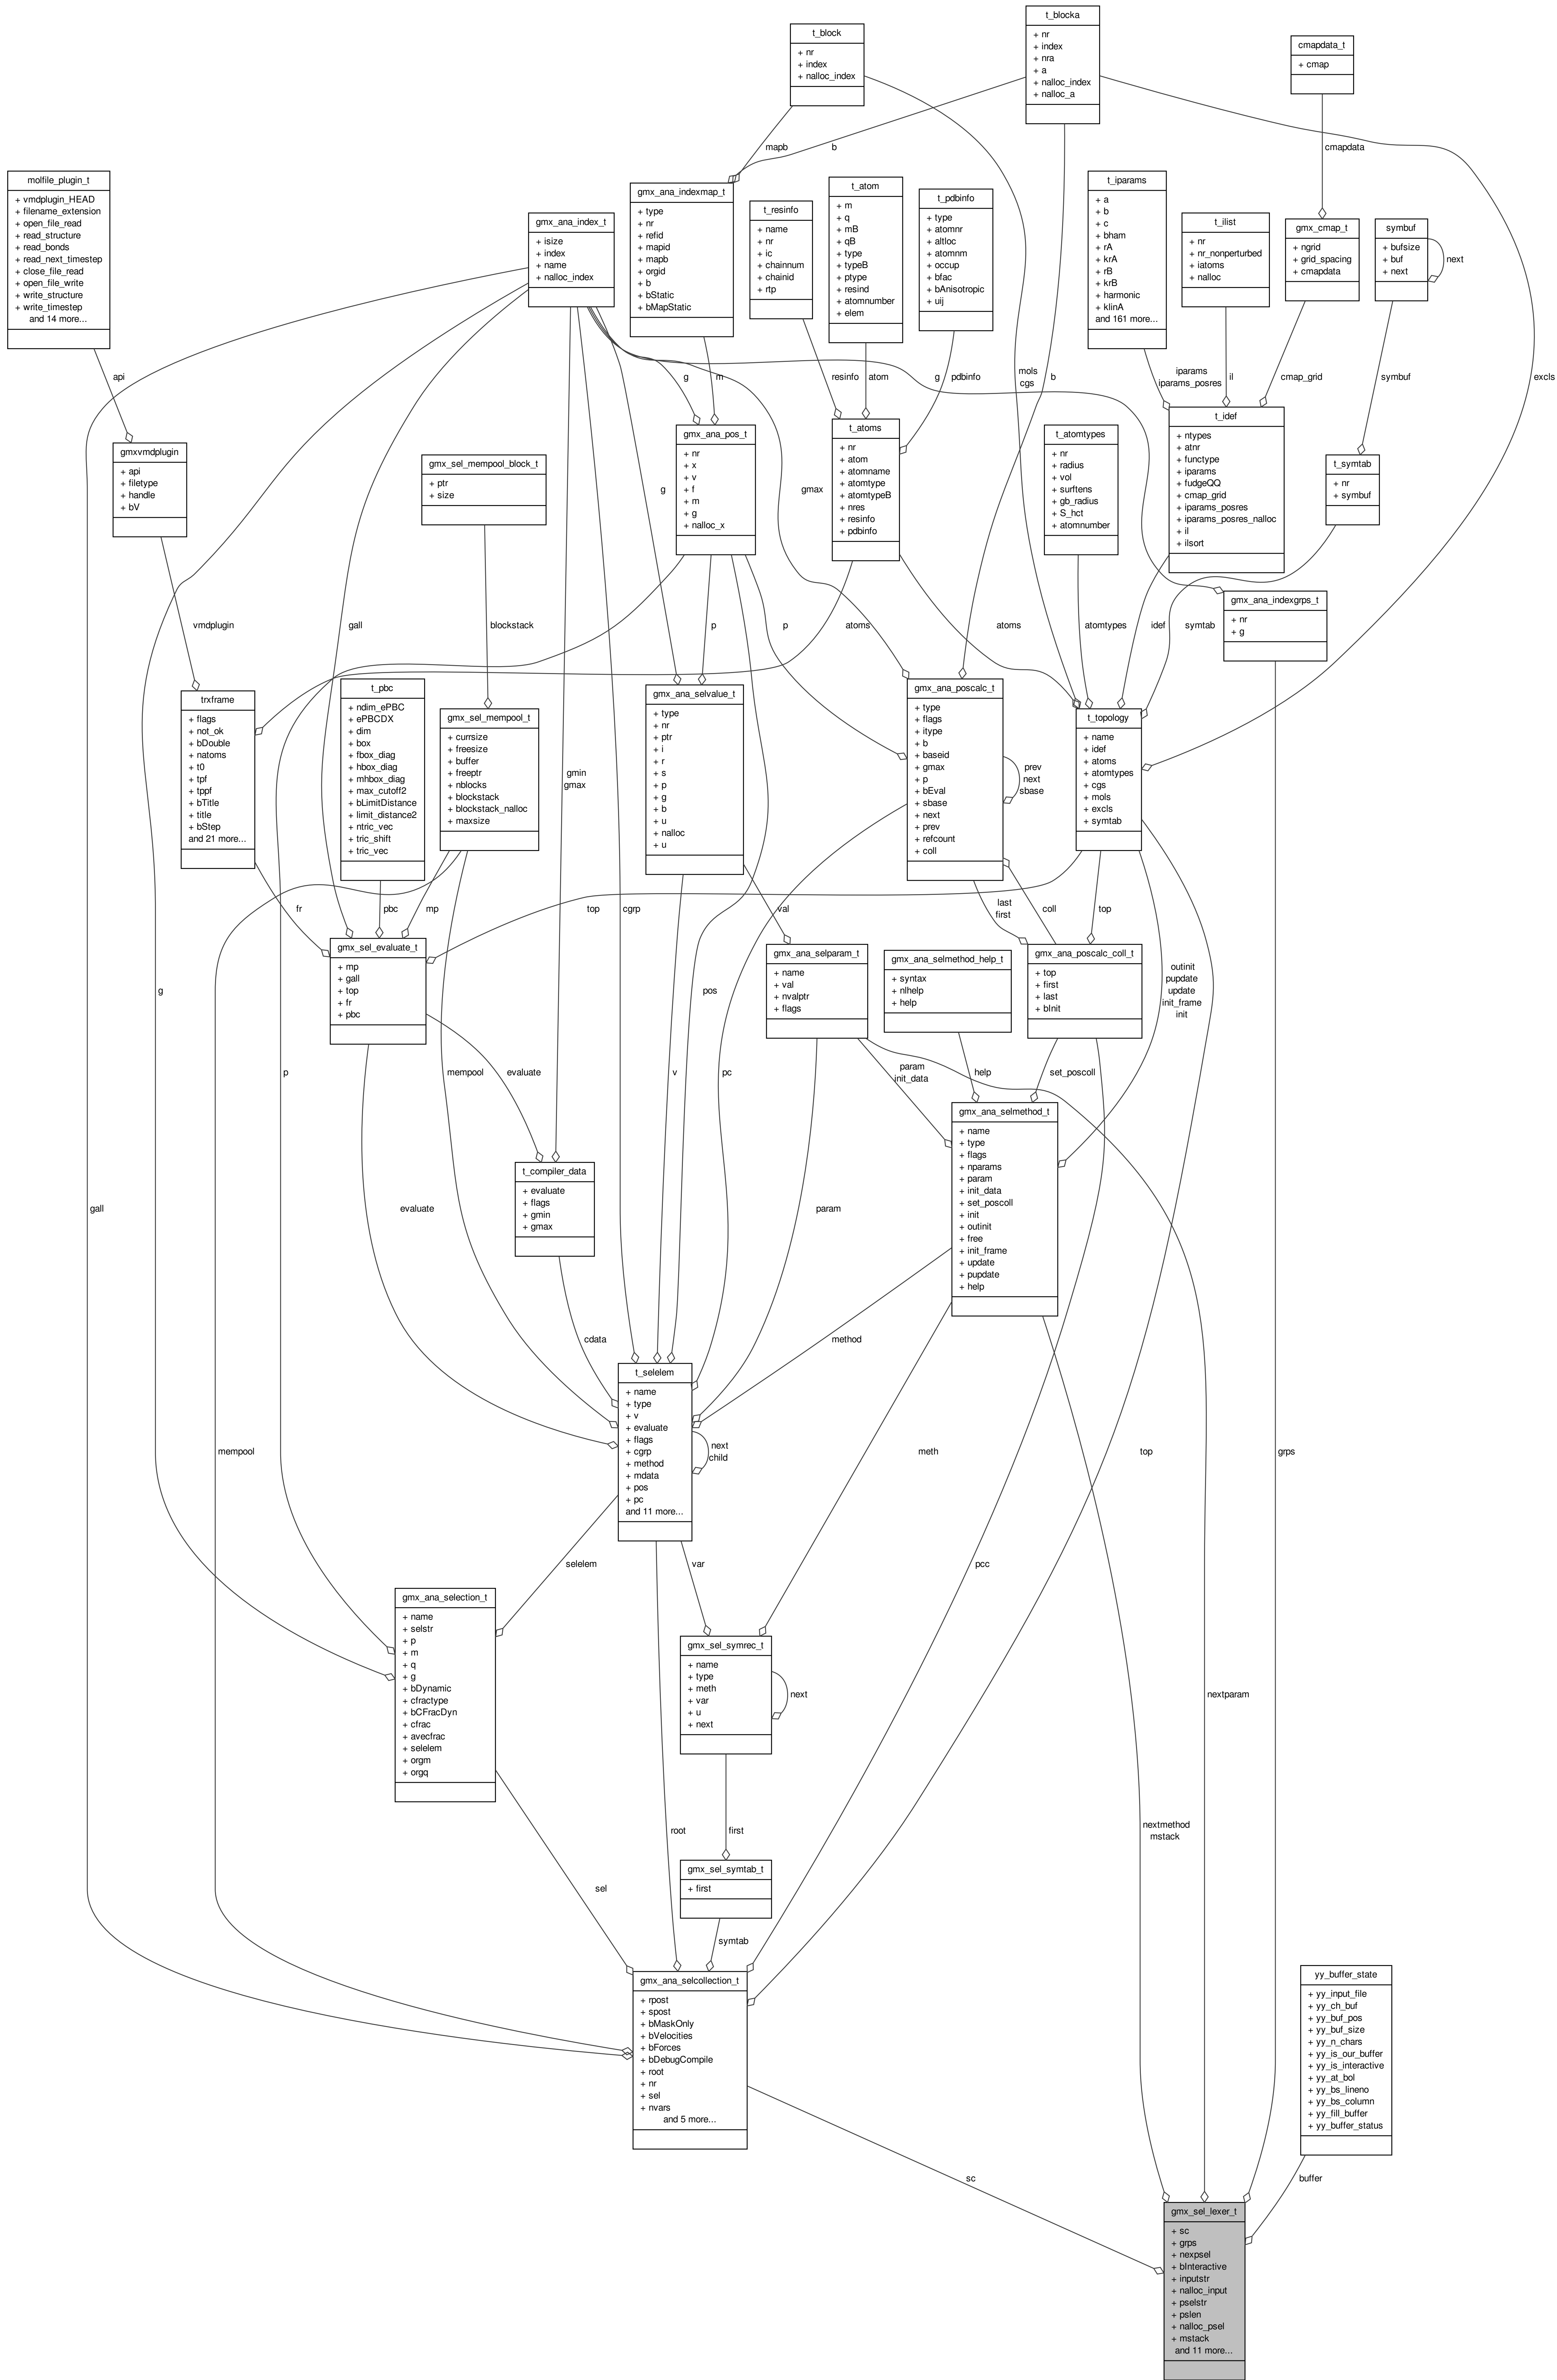 t_blocka
+ nr
+ index
+ nra
+ a
+ nalloc_index
+ nalloc_a
t_block
+ nr
+ index
+ nalloc_index
cmapdata_t
+ cmap
mapb
b
cmapdata
molfile_plugin_t
+ vmdplugin_HEAD
+ filename_extension
+ open_file_read
+ read_structure
+ read_bonds
+ read_next_timestep
+ close_file_read
+ open_file_write
+ write_structure
+ write_timestep
and 14 more...
gmx_ana_index_t
+ isize
+ index
+ name
+ nalloc_index
gmx_ana_indexmap_t
+ type
+ nr
+ refid
+ mapid
+ mapb
+ orgid
+ b
+ bStatic
+ bMapStatic
t_resinfo
+ name
+ nr
+ ic
+ chainnum
+ chainid
+ rtp
t_atom
+ m
+ q
+ mB
+ qB
+ type
+ typeB
+ ptype
+ resind
+ atomnumber
+ elem
t_pdbinfo
+ type
+ atomnr
+ altloc
+ atomnm
+ occup
+ bfac
+ bAnisotropic
+ uij
t_iparams
+ a
+ b
+ c
+ bham
+ rA
+ krA
+ rB
+ krB
+ harmonic
+ klinA
and 161 more...
t_ilist
+ nr
+ nr_nonperturbed
+ iatoms
+ nalloc
gmx_cmap_t
+ ngrid
+ grid_spacing
+ cmapdata
symbuf
+ bufsize
+ buf
+ next
next
api
g
m
resinfo
atom
g
pdbinfo
mols
cgs
b
iparams
iparams_posres
il
cmap_grid
symbuf
excls
gmxvmdplugin
+ api
+ filetype
+ handle
+ bV
gmx_sel_mempool_block_t
+ ptr
+ size
gmx_ana_pos_t
+ nr
+ x
+ v
+ f
+ m
+ g
+ nalloc_x
t_atoms
+ nr
+ atom
+ atomname
+ atomtype
+ atomtypeB
+ nres
+ resinfo
+ pdbinfo
t_atomtypes
+ nr
+ radius
+ vol
+ surftens
+ gb_radius
+ S_hct
+ atomnumber
t_idef
+ ntypes
+ atnr
+ functype
+ iparams
+ fudgeQQ
+ cmap_grid
+ iparams_posres
+ iparams_posres_nalloc
+ il
+ ilsort
t_symtab
+ nr
+ symbuf
g
gmax
gmx_ana_indexgrps_t
+ nr
+ g
vmdplugin
gall
blockstack
p
p
atoms
atoms
atomtypes
idef
symtab
trxframe
+ flags
+ not_ok
+ bDouble
+ natoms
+ t0
+ tpf
+ tppf
+ bTitle
+ title
+ bStep
and 21 more...
t_pbc
+ ndim_ePBC
+ ePBCDX
+ dim
+ box
+ fbox_diag
+ hbox_diag
+ mhbox_diag
+ max_cutoff2
+ bLimitDistance
+ limit_distance2
+ ntric_vec
+ tric_shift
+ tric_vec
gmx_sel_mempool_t
+ currsize
+ freesize
+ buffer
+ freeptr
+ nblocks
+ blockstack
+ blockstack_nalloc
+ maxsize
gmx_ana_selvalue_t
+ type
+ nr
+ ptr
+ i
+ r
+ s
+ p
+ g
+ b
+ u
+ nalloc
+ u
gmx_ana_poscalc_t
+ type
+ flags
+ itype
+ b
+ baseid
+ gmax
+ p
+ bEval
+ sbase
+ next
+ prev
+ refcount
+ coll
prev
next
sbase
t_topology
+ name
+ idef
+ atoms
+ atomtypes
+ cgs
+ mols
+ excls
+ symtab
gmin
gmax
fr
pbc
mp
top
cgrp
val
last
first
coll
top
gmx_sel_evaluate_t
+ mp
+ gall
+ top
+ fr
+ pbc
gmx_ana_selparam_t
+ name
+ val
+ nvalptr
+ flags
gmx_ana_selmethod_help_t
+ syntax
+ nlhelp
+ help
gmx_ana_poscalc_coll_t
+ top
+ first
+ last
+ bInit
outinit
pupdate
update
init_frame
init
g
pos
p
mempool
evaluate
v
pc
param
init_data
help
set_poscoll
t_compiler_data
+ evaluate
+ flags
+ gmin
+ gmax
gmx_ana_selmethod_t
+ name
+ type
+ flags
+ nparams
+ param
+ init_data
+ set_poscoll
+ init
+ outinit
+ free
+ init_frame
+ update
+ pupdate
+ help
gall
evaluate
param
cdata
method
t_selelem
+ name
+ type
+ v
+ evaluate
+ flags
+ cgrp
+ method
+ mdata
+ pos
+ pc
and 11 more...
next
child
mempool
meth
top
grps
selelem
var
pcc
gmx_ana_selection_t
+ name
+ selstr
+ p
+ m
+ q
+ g
+ bDynamic
+ cfractype
+ bCFracDyn
+ cfrac
+ avecfrac
+ selelem
+ orgm
+ orgq
gmx_sel_symrec_t
+ name
+ type
+ meth
+ var
+ u
+ next
next
nextparam
root
first
nextmethod
mstack
gmx_sel_symtab_t
+ first
sel
symtab
gmx_ana_selcollection_t
+ rpost
+ spost
+ bMaskOnly
+ bVelocities
+ bForces
+ bDebugCompile
+ root
+ nr
+ sel
+ nvars
and 5 more...
yy_buffer_state
+ yy_input_file
+ yy_ch_buf
+ yy_buf_pos
+ yy_buf_size
+ yy_n_chars
+ yy_is_our_buffer
+ yy_is_interactive
+ yy_at_bol
+ yy_bs_lineno
+ yy_bs_column
+ yy_fill_buffer
+ yy_buffer_status
sc
buffer
gmx_sel_lexer_t
+ sc
+ grps
+ nexpsel
+ bInteractive
+ inputstr
+ nalloc_input
+ pselstr
+ pslen
+ nalloc_psel
+ mstack
and 11 more...